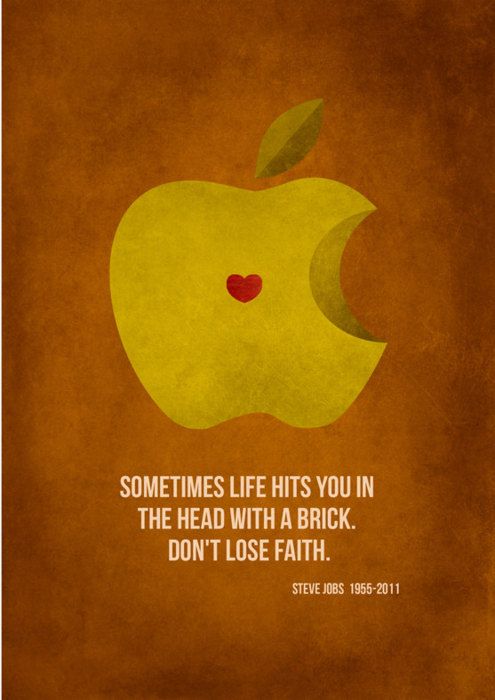 SOMETIMES LIFE HITS YOU IN
THE HEAD WITH A BRICK.
DON'T LOSE FAITH.
STEVE JOBS 1955-2011